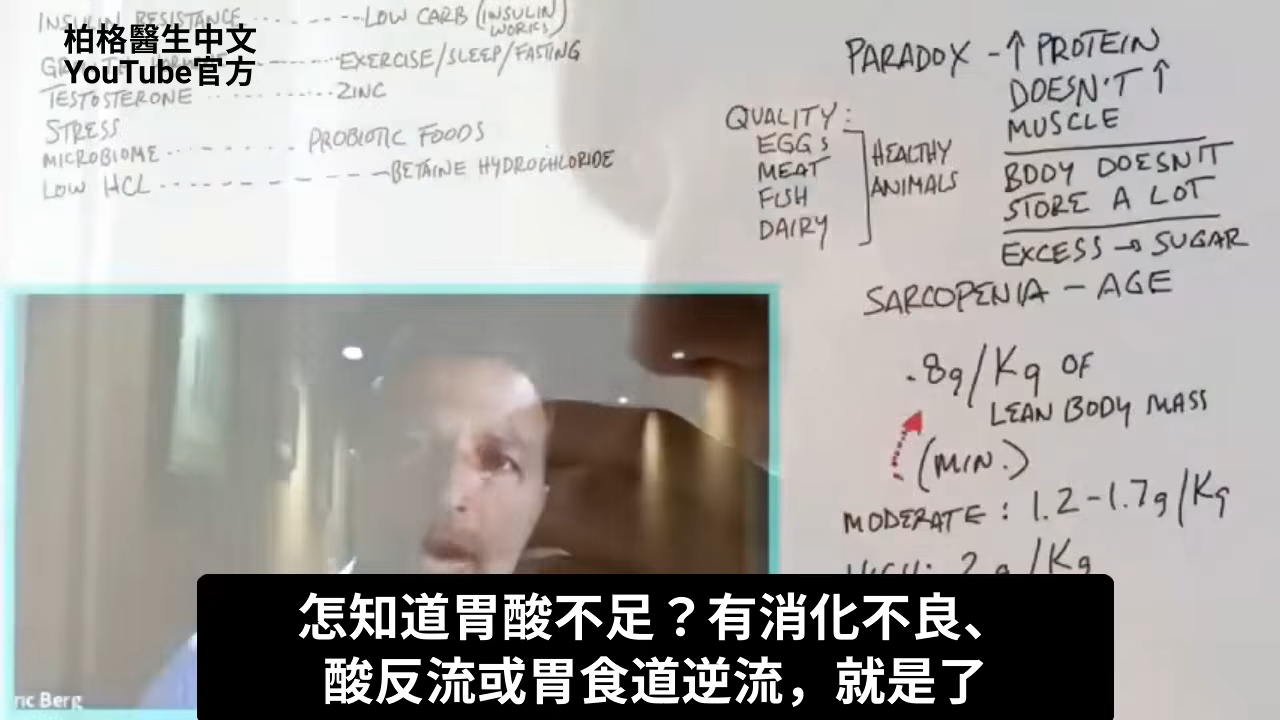 INSULIN RESISTANCE ---------- LOW CARB (INSULIN WORKS)
柏格醫生中文
YouTube官方
------- EXERCISE/SLEEP/FASTING
TESTOSTERONE ---------- ZINC
STRESS
MICROBIOME ---------- PROBIOTIC FOODS
LOW HCL ---------- BETAINE HYDROCHLORIDE
PARADOX - ↑ PROTEIN
DOESN'T ↑
MUSCLE
QUALITY:
EGGS
MEAT
FISH
DAIRY
HEALTHY
ANIMALS
BODY DOESN'T
STORE A LOT
EXCESS → SUGAR
SARCOPENIA - AGE
.8g/Kg OF
LEAN BODY MASS
(MIN.)
MODERATE: 1.2-1.7g/Kg
2 g/Kg
怎知道胃酸不足？有消化不良、
酸反流或胃食道逆流，就是了
ric Berg